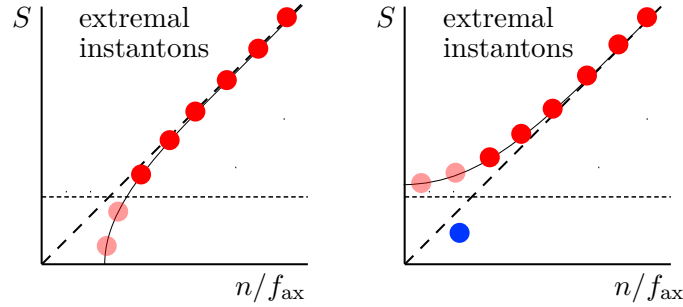 S
extremal
instantons
n/f_ax
S
extremal
instantons
n/f_ax